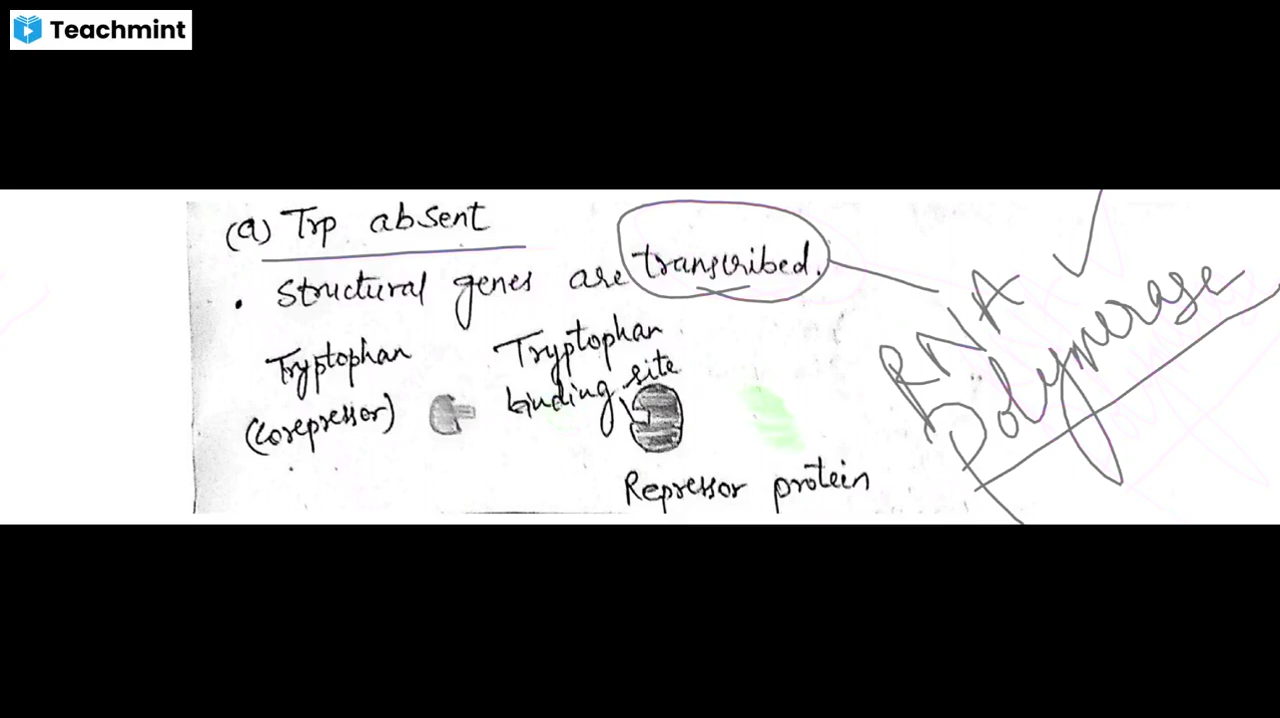 Teachmint
(a) Trp absent
• Structural genes are transcribed.
RNA
Polymerase
Tryptophan
(corepressor)
Tryptophan
binding site
Repressor protein